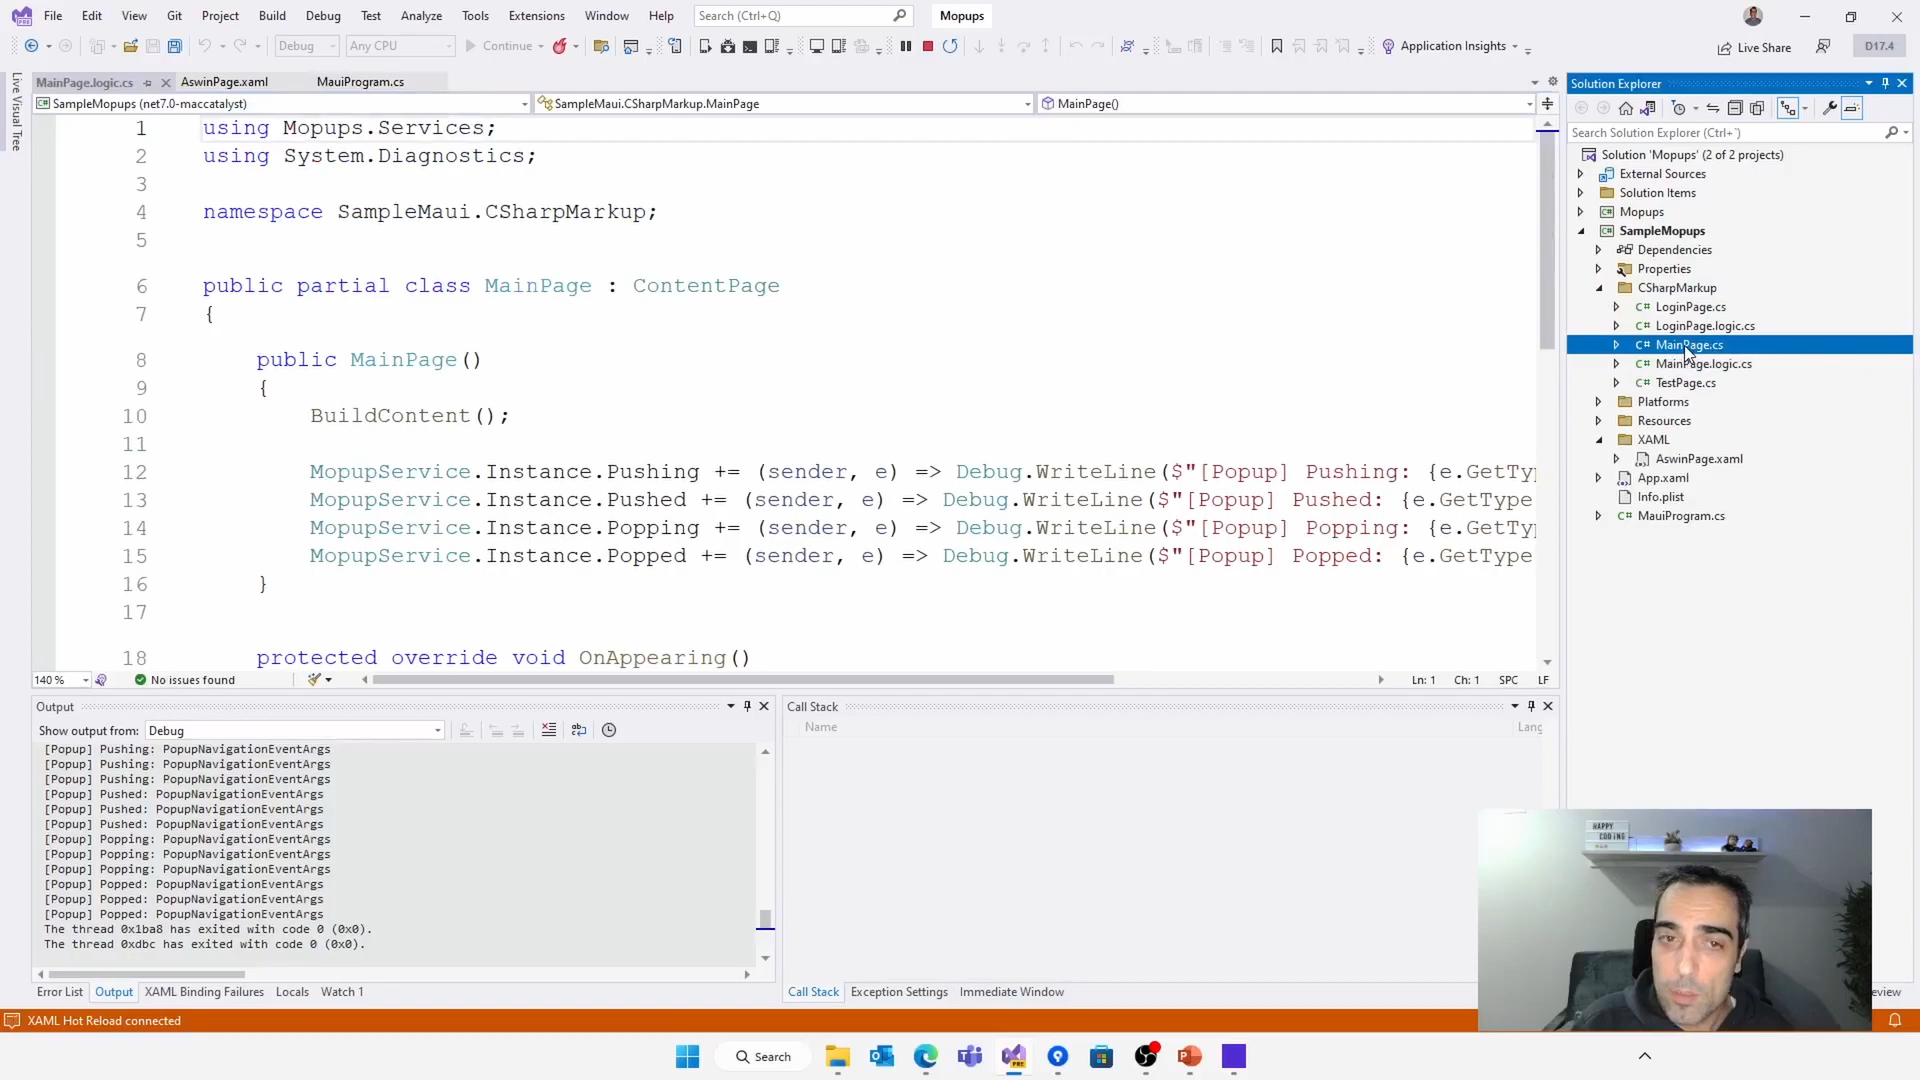 File Edit View Git Project Build Debug Test Analyze Tools Extensions Window Help Search (Ctrl+Q) Mopups
Debug Any CPU Continue Application Insights Live Share D17.4
Live Visual Tree
MainPage.logic.cs AswinPage.xaml MauiProgram.cs
SampleMopups (net7.0-maccatalyst) SampleMaui.CSharpMarkup.MainPage MainPage()
1 using Mopups.Services;
2 using System.Diagnostics;
3
4 namespace SampleMaui.CSharpMarkup;
5
6 public partial class MainPage : ContentPage
7 {
8 public MainPage()
9 {
10 BuildContent();
11
12 MopupService.Instance.Pushing += (sender, e) => Debug.WriteLine($"[Popup] Pushing: {e.GetTyp
13 MopupService.Instance.Pushed += (sender, e) => Debug.WriteLine($"[Popup] Pushed: {e.GetType
14 MopupService.Instance.Popping += (sender, e) => Debug.WriteLine($"[Popup] Popping: {e.GetTyp
15 MopupService.Instance.Popped += (sender, e) => Debug.WriteLine($"[Popup] Popped: {e.GetType
16 }
17
18 protected override void OnAppearing()
140 % No issues found Ln: 1 Ch: 1 SPC LF
Output
Show output from: Debug
[Popup] Pushing: PopupNavigationEventArgs
[Popup] Pushing: PopupNavigationEventArgs
[Popup] Pushing: PopupNavigationEventArgs
[Popup] Pushed: PopupNavigationEventArgs
[Popup] Pushed: PopupNavigationEventArgs
[Popup] Pushed: PopupNavigationEventArgs
[Popup] Popping: PopupNavigationEventArgs
[Popup] Popping: PopupNavigationEventArgs
[Popup] Popping: PopupNavigationEventArgs
[Popup] Popped: PopupNavigationEventArgs
[Popup] Popped: PopupNavigationEventArgs
[Popup] Popped: PopupNavigationEventArgs
The thread 0x1ba8 has exited with code 0 (0x0).
The thread 0xdbc has exited with code 0 (0x0).
Error List Output XAML Binding Failures Locals Watch 1
Call Stack
Name Lang
Call Stack Exception Settings Immediate Window
Solution Explorer
Search Solution Explorer (Ctrl+`)
Solution 'Mopups' (2 of 2 projects)
External Sources
Solution Items
Mopups
SampleMopups
Dependencies
Properties
CSharpMarkup
LoginPage.cs
LoginPage.logic.cs
MainPage.cs
MainPage.logic.cs
TestPage.cs
Platforms
Resources
XAML
AswinPage.xaml
App.xaml
Info.plist
MauiProgram.cs
HAPPY
CODING
XAML Hot Reload connected
Search